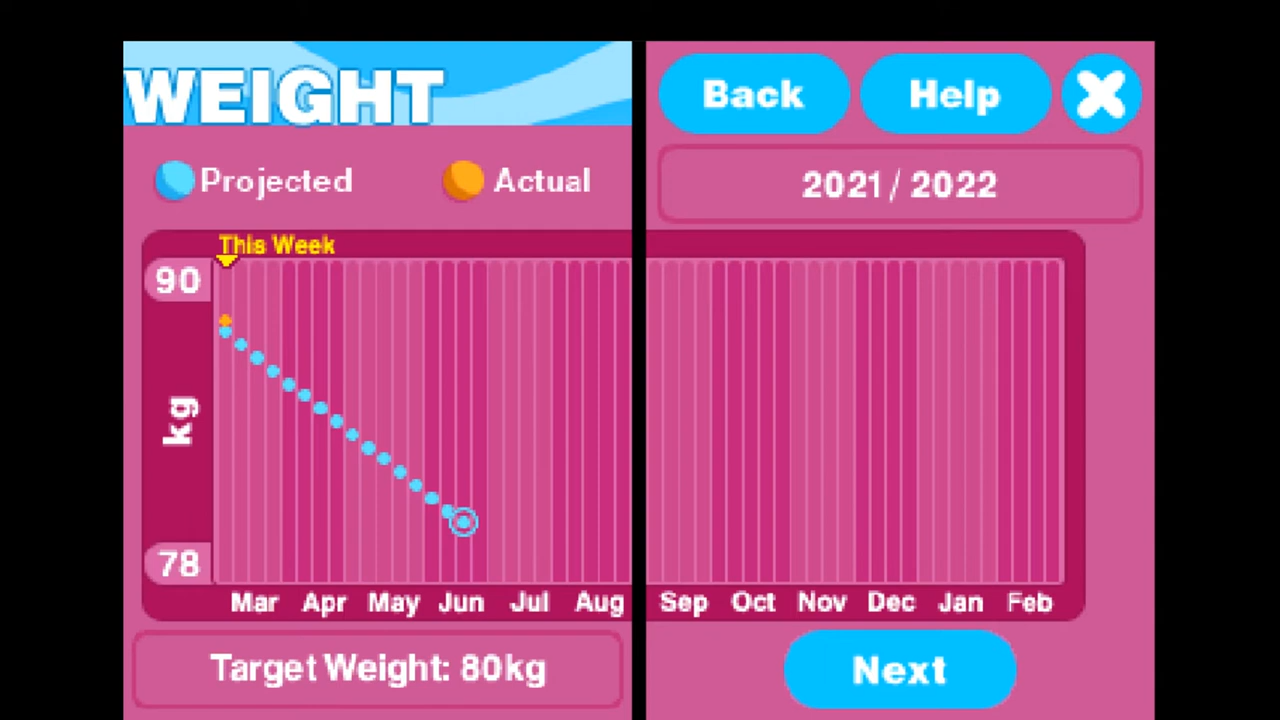 WEIGHT
Back
Help
Projected
Actual
2021 / 2022
This Week
90
kg
78
Mar Apr May Jun Jul Aug Sep Oct Nov Dec Jan Feb
Target Weight: 80kg
Next